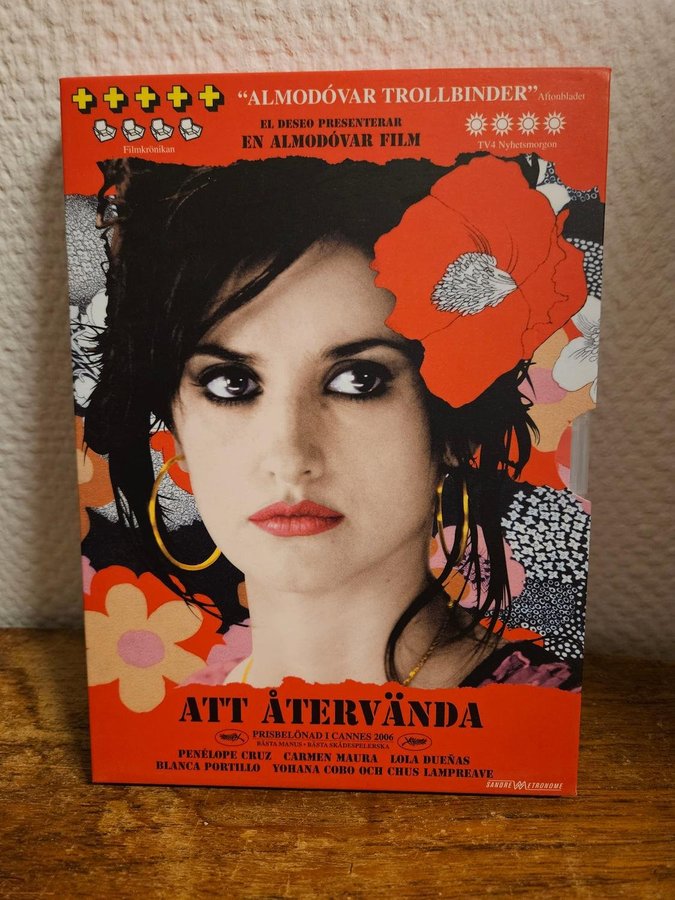 “ALMODÓVAR TROLLBINDER” Aftonbladet
Filmkrönikan
EL DESEO PRESENTERAR
EN ALMODÓVAR FILM
TV4 Nyhetsmorgon
ATT ÅTERVÄNDA
PRISBELÖNAD I CANNES 2006
BÄSTA MANUS • BÄSTA SKÅDESPELERSKA
PENÉLOPE CRUZ CARMEN MAURA LOLA DUEÑAS
BLANCA PORTILLO YOHANA COBO OCH CHUS LAMPREAVE
SANDREW METRONOME